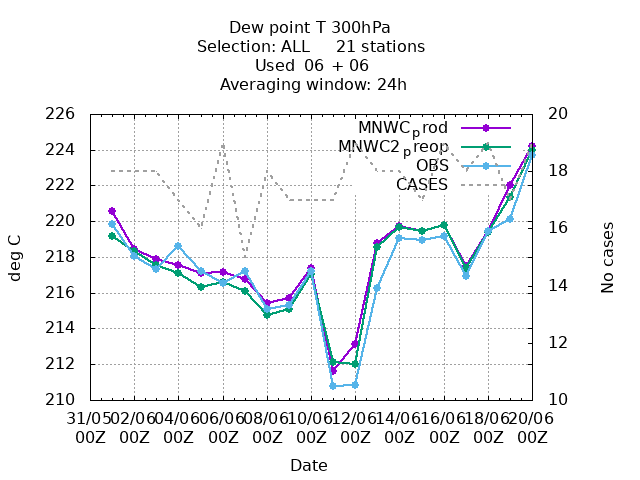 Dew point T 300hPa
Selection: ALL     21 stations
Used  06 + 06
Averaging window: 24h
226
224
222
220
218
216
214
212
210
deg C
20
18
16
14
12
10
No cases
MNWC_prod
MNWC2_preop
OBS
CASES
31/05 02/06 04/06 06/06 08/06 10/06 12/06 14/06 16/06 18/06 20/06
00Z 00Z 00Z 00Z 00Z 00Z 00Z 00Z 00Z 00Z 00Z
Date